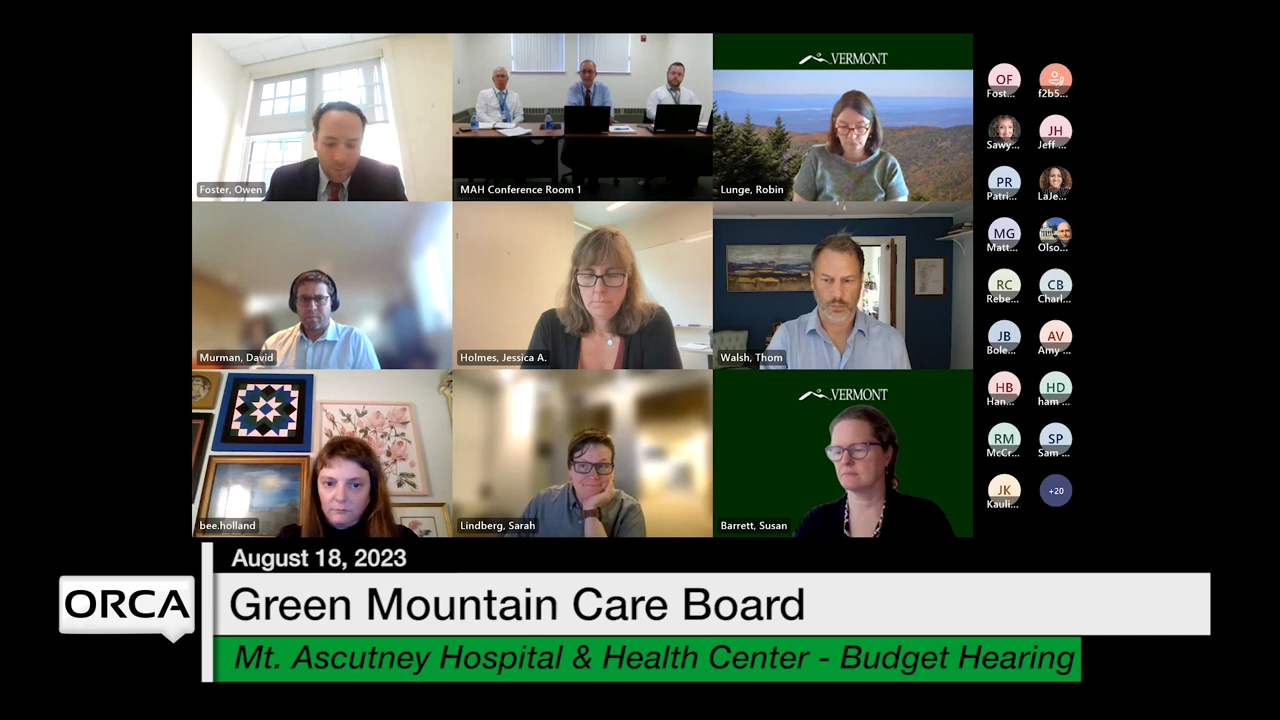 VERMONT
Foster, Owen
MAH Conference Room 1
Lunge, Robin
Murman, David
Holmes, Jessica A.
Walsh, Thom
VERMONT
bee.holland
Lindberg, Sarah
Barrett, Susan
OF
Fost...
f2b5...
Sawy...
JH
Jeff ...
PR
Patri...
LaJe...
MG
Matt...
Olso...
RC
Rebe...
CB
Charl...
JB
Bole...
AV
Amy ...
HB
Han...
HD
ham ...
RM
McCr...
SP
Sam ...
JK
Kauli...
+20
August 18, 2023
ORCA
Green Mountain Care Board
Mt. Ascutney Hospital & Health Center - Budget Hearing